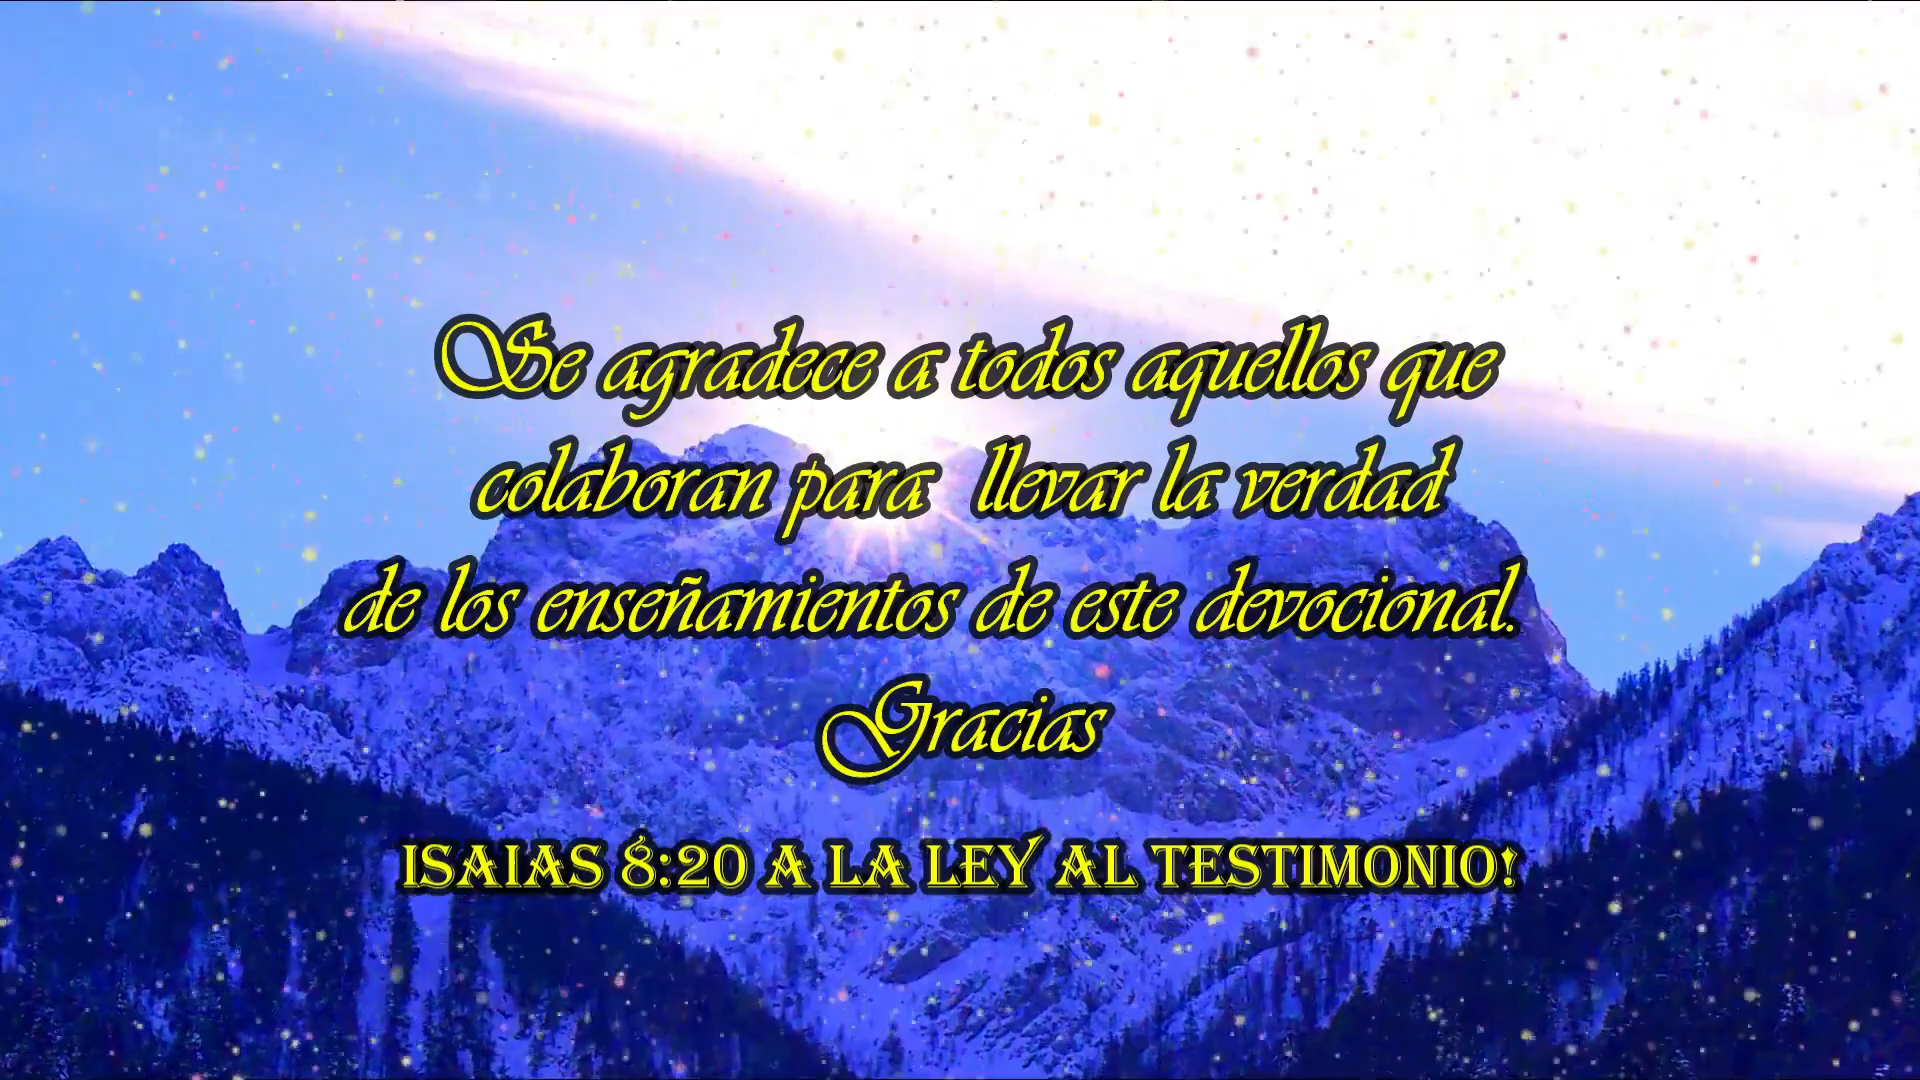 Se agradece a todos aquellos que
colaboran para llevar la verdad
de los enseñamientos de este devocional.
Gracias
ISAIAS 8:20 A LA LEY AL TESTIMONIO!